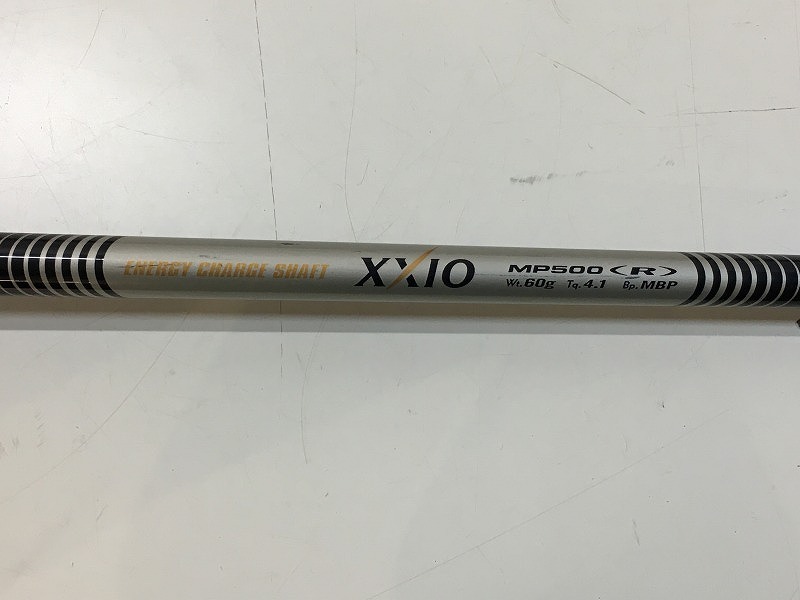 ENERGY CHARGE SHAFT XXIO MP500 <R>
Wt.60g Tq.4.1 Bp.MBP